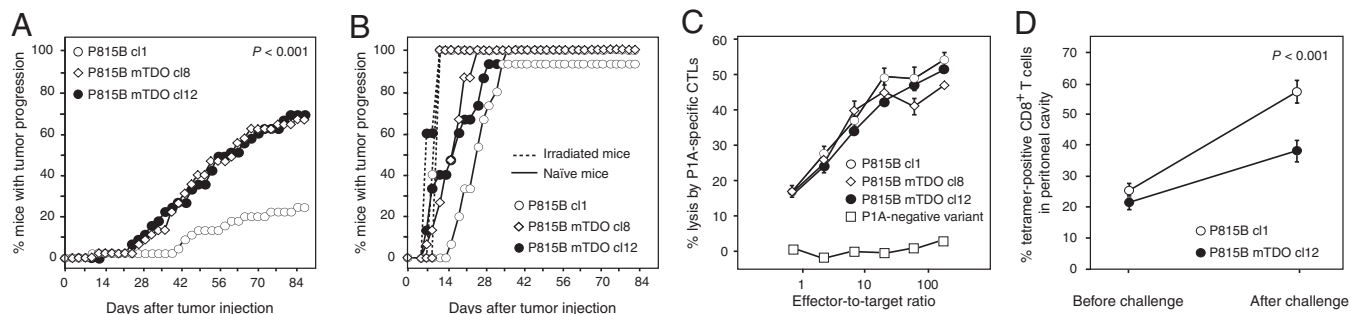 A
P815B cl1
P815B mTDO cl8
P815B mTDO cl12
P < 0.001
% mice with tumor progression
100
80
60
40
20
0
0 14 28 42 56 70 84
Days after tumor injection
B
% mice with tumor progression
100
80
60
40
20
0
Irradiated mice
Naïve mice
P815B cl1
P815B mTDO cl8
P815B mTDO cl12
0 14 28 42 56 70 84
Days after tumor injection
C
% lysis by P1A-specific CTLs
60
50
40
30
20
10
0
P815B cl1
P815B mTDO cl8
P815B mTDO cl12
P1A-negative variant
1 10 100
Effector-to-target ratio
D
% tetramer-positive CD8+ T cells
in peritoneal cavity
70
60
50
40
30
20
10
0
P < 0.001
P815B cl1
P815B mTDO cl12
Before challenge After challenge